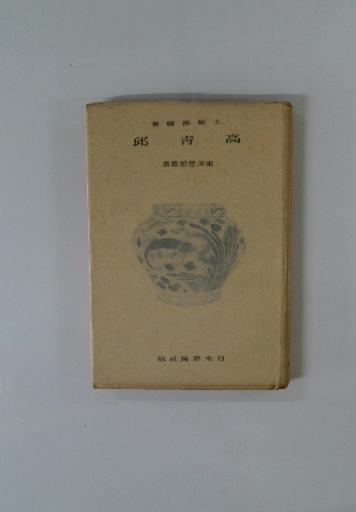 土岐善麿著
高青邱
東洋思想叢書
日本評論社版